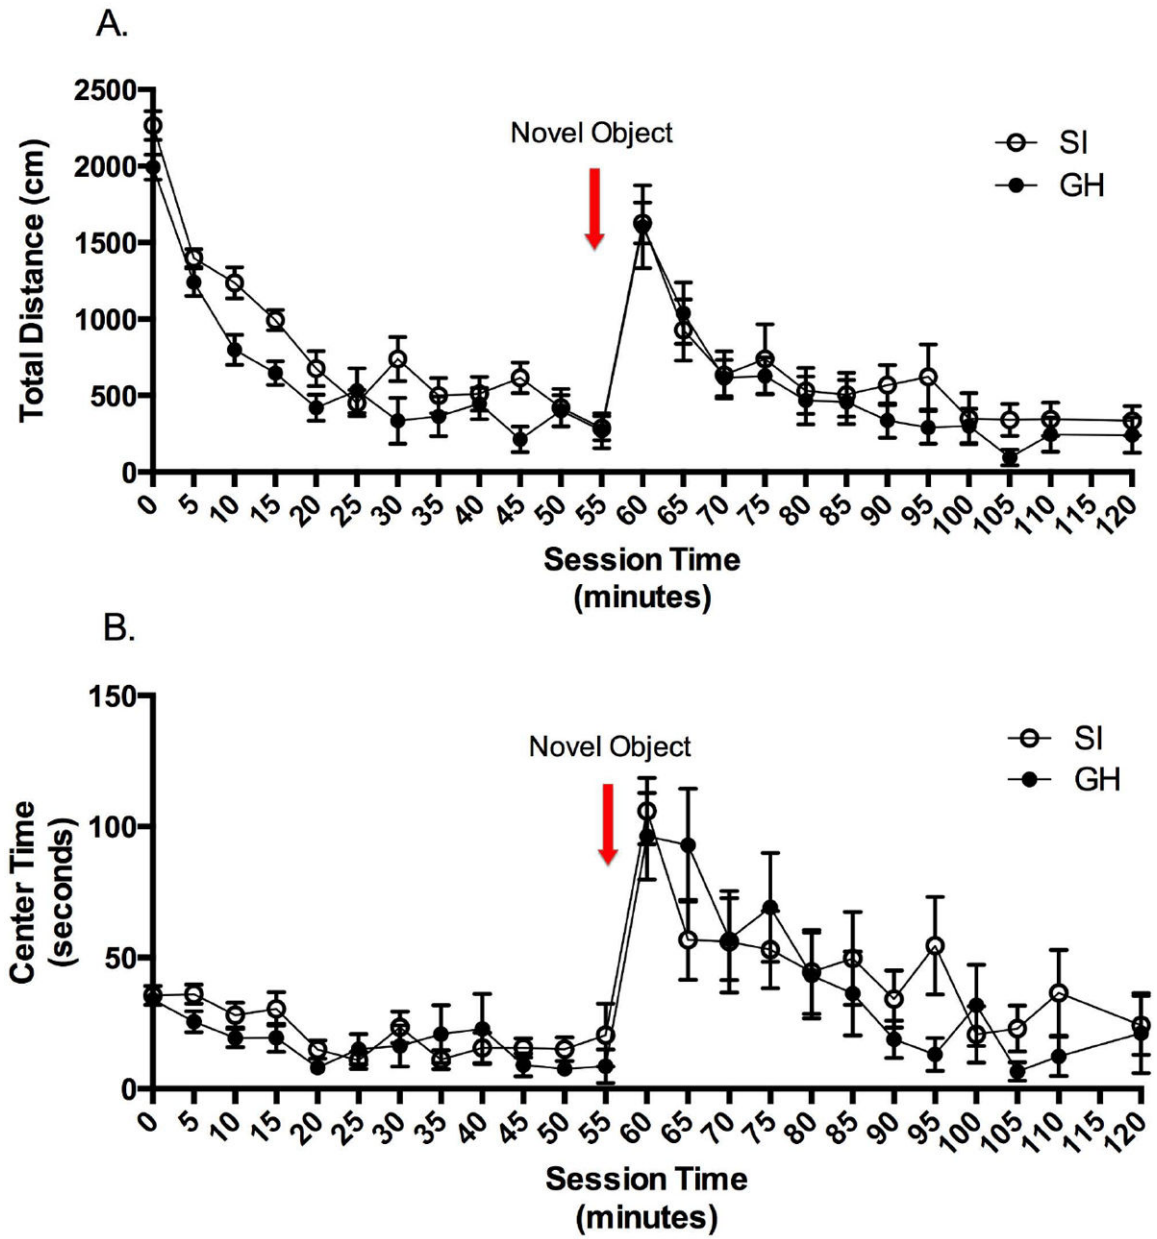 A.
2500
2000
1500
1000
500
0
Total Distance (cm)
Novel Object
SI
GH
0 5 10 15 20 25 30 35 40 45 50 55 60 65 70 75 80 85 90 95 100 105 110 115 120
Session Time
(minutes)
B.
150
100
50
0
Center Time
(seconds)
Novel Object
SI
GH
0 5 10 15 20 25 30 35 40 45 50 55 60 65 70 75 80 85 90 95 100 105 110 115 120
Session Time
(minutes)